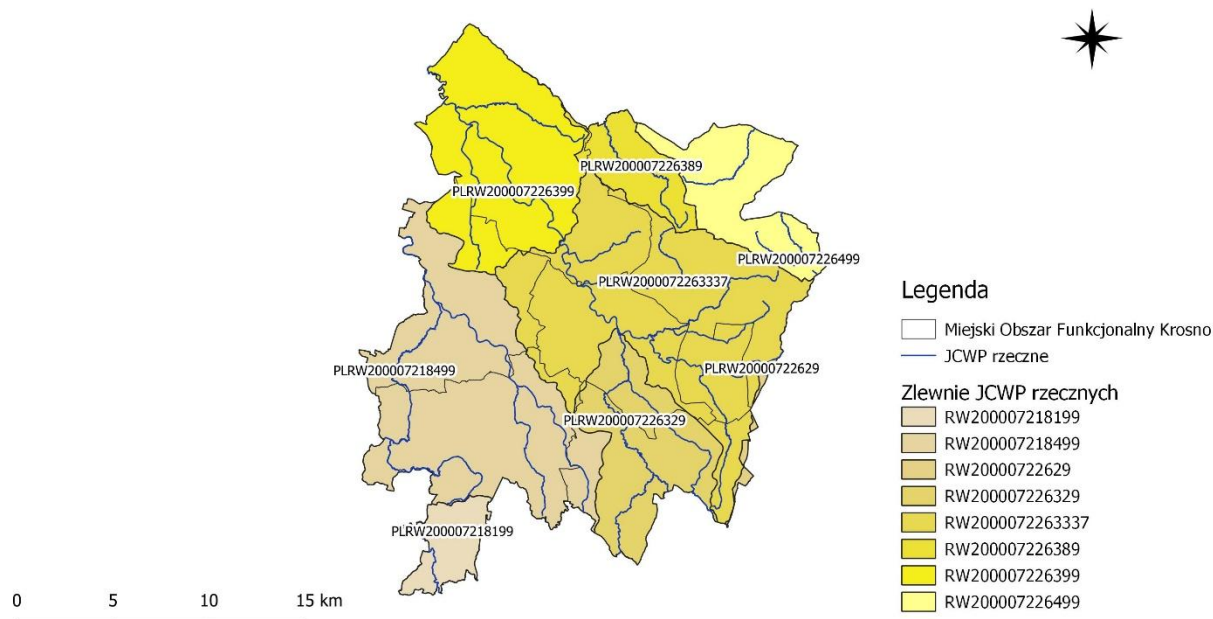 PLRW200007226389
PLRW200007226399
PLRW200007226499
PLRW2000072263337
PLRW200007218499
PLRW20000722629
PLRW200007226329
PLRW200007218199
0 5 10 15 km
Legenda
Miejski Obszar Funkcjonalny Krosno
JCWP rzeczne
Zlewnie JCWP rzecznych
RW200007218199
RW200007218499
RW20000722629
RW200007226329
RW2000072263337
RW200007226389
RW200007226399
RW200007226499